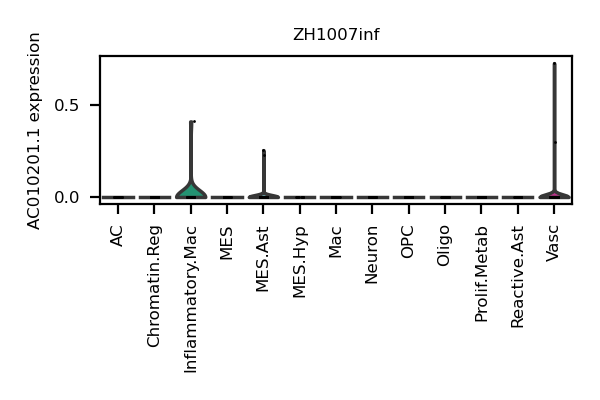 ZH1007inf
AC010201.1 expression
0.5
0.0
AC
Chromatin.Reg
Inflammatory.Mac
MES
MES.Ast
MES.Hyp
Mac
Neuron
OPC
Oligo
Prolif.Metab
Reactive.Ast
Vasc